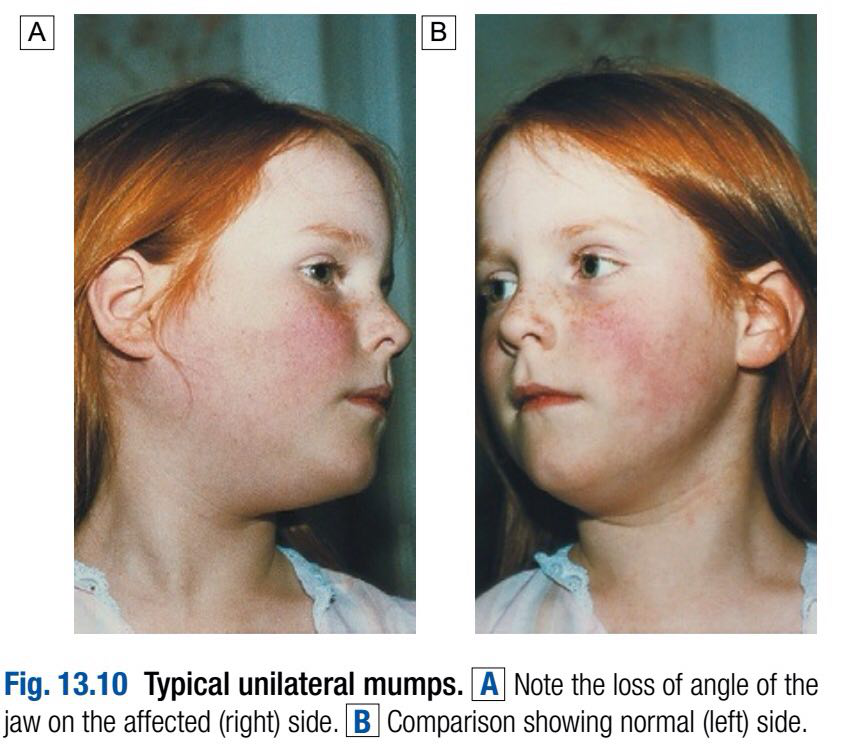 A
B
Fig. 13.10 Typical unilateral mumps. A Note the loss of angle of the
jaw on the affected (right) side. B Comparison showing normal (left) side.